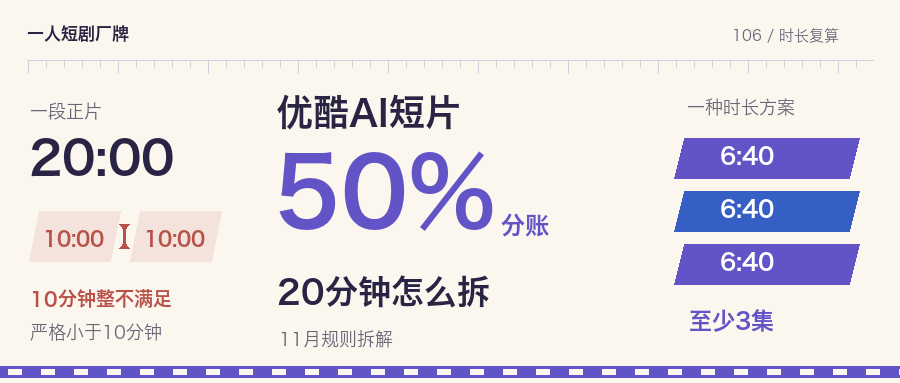 一人短剧厂牌
106 / 时长复算
一段正片
20:00
10:00
10:00
10分钟整不满足
严格小于10分钟
优酷AI短片
50%分账
20分钟怎么拆
11月规则拆解
一种时长方案
6:40
6:40
6:40
至少3集